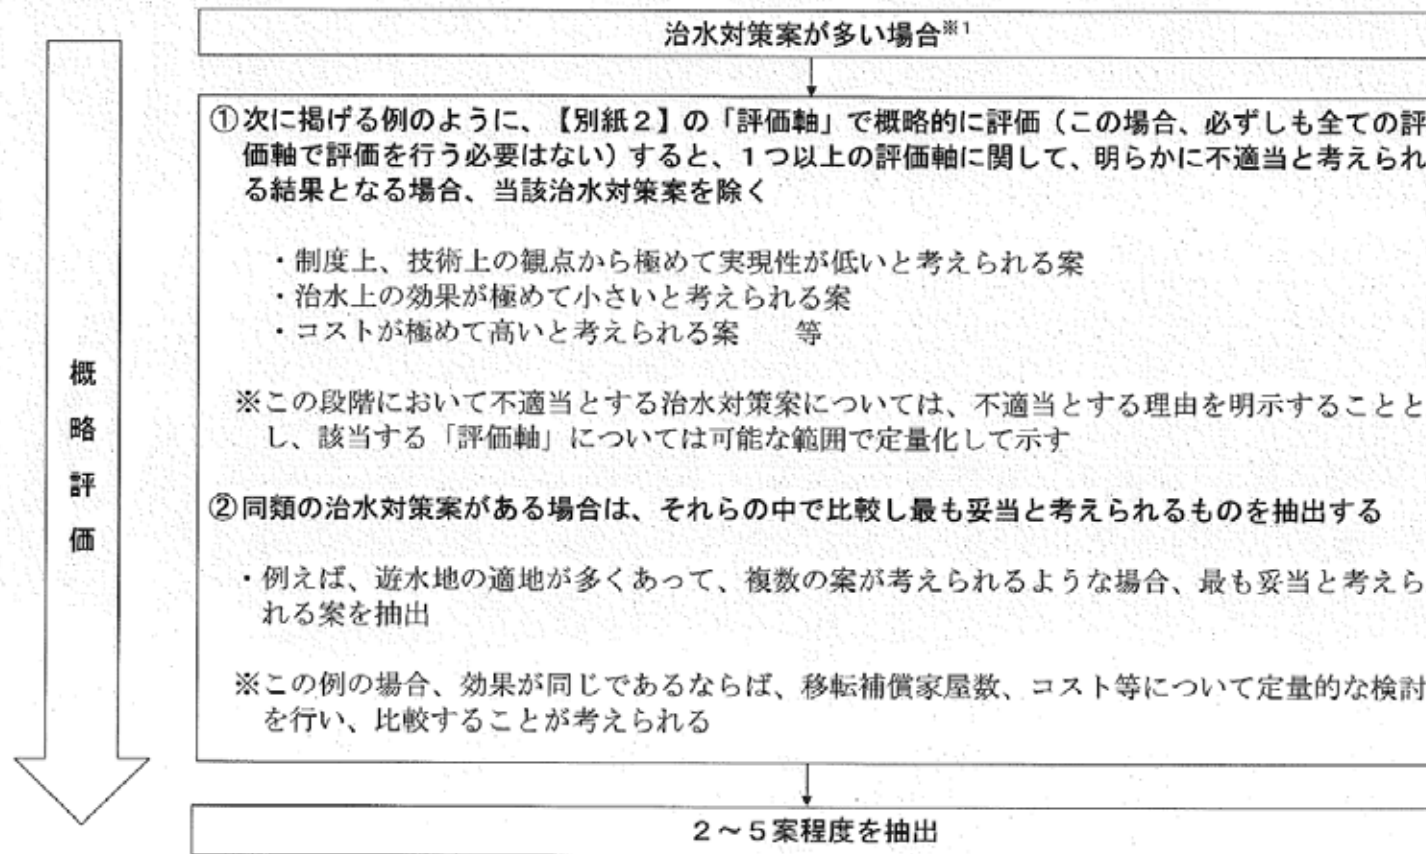 治水対策案が多い場合※1
①次に掲げる例のように、【別紙２】の「評価軸」で概略的に評価（この場合、必ずしも全ての評
価軸で評価を行う必要はない）すると、１つ以上の評価軸に関して、明らかに不適当と考えられ
る結果となる場合、当該治水対策案を除く
・制度上、技術上の観点から極めて実現性が低いと考えられる案
・治水上の効果が極めて小さいと考えられる案
・コストが極めて高いと考えられる案　　等
※この段階において不適当とする治水対策案については、不適当とする理由を明示することと
し、該当する「評価軸」については可能な範囲で定量化して示す
②同類の治水対策案がある場合は、それらの中で比較し最も妥当と考えられるものを抽出する
・例えば、遊水地の適地が多くあって、複数の案が考えられるような場合、最も妥当と考えら
れる案を抽出
※この例の場合、効果が同じであるならば、移転補償家屋数、コスト等について定量的な検討
を行い、比較することが考えられる
２～５案程度を抽出
概略評価